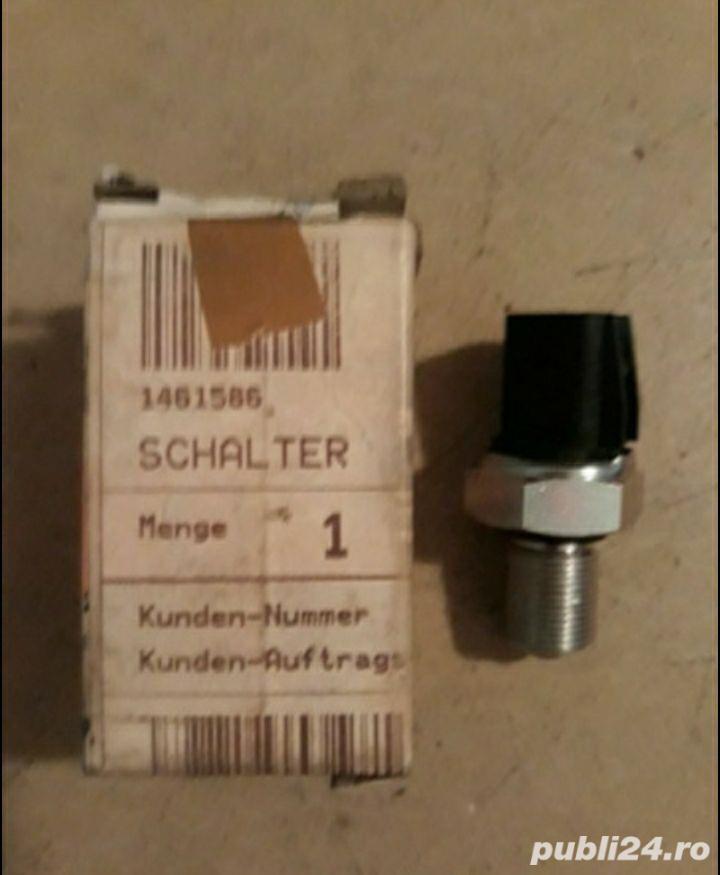 1461586
SCHALTER
Menge 1
Kunden-Nummer
Kunden-Auftrags
publi24.ro